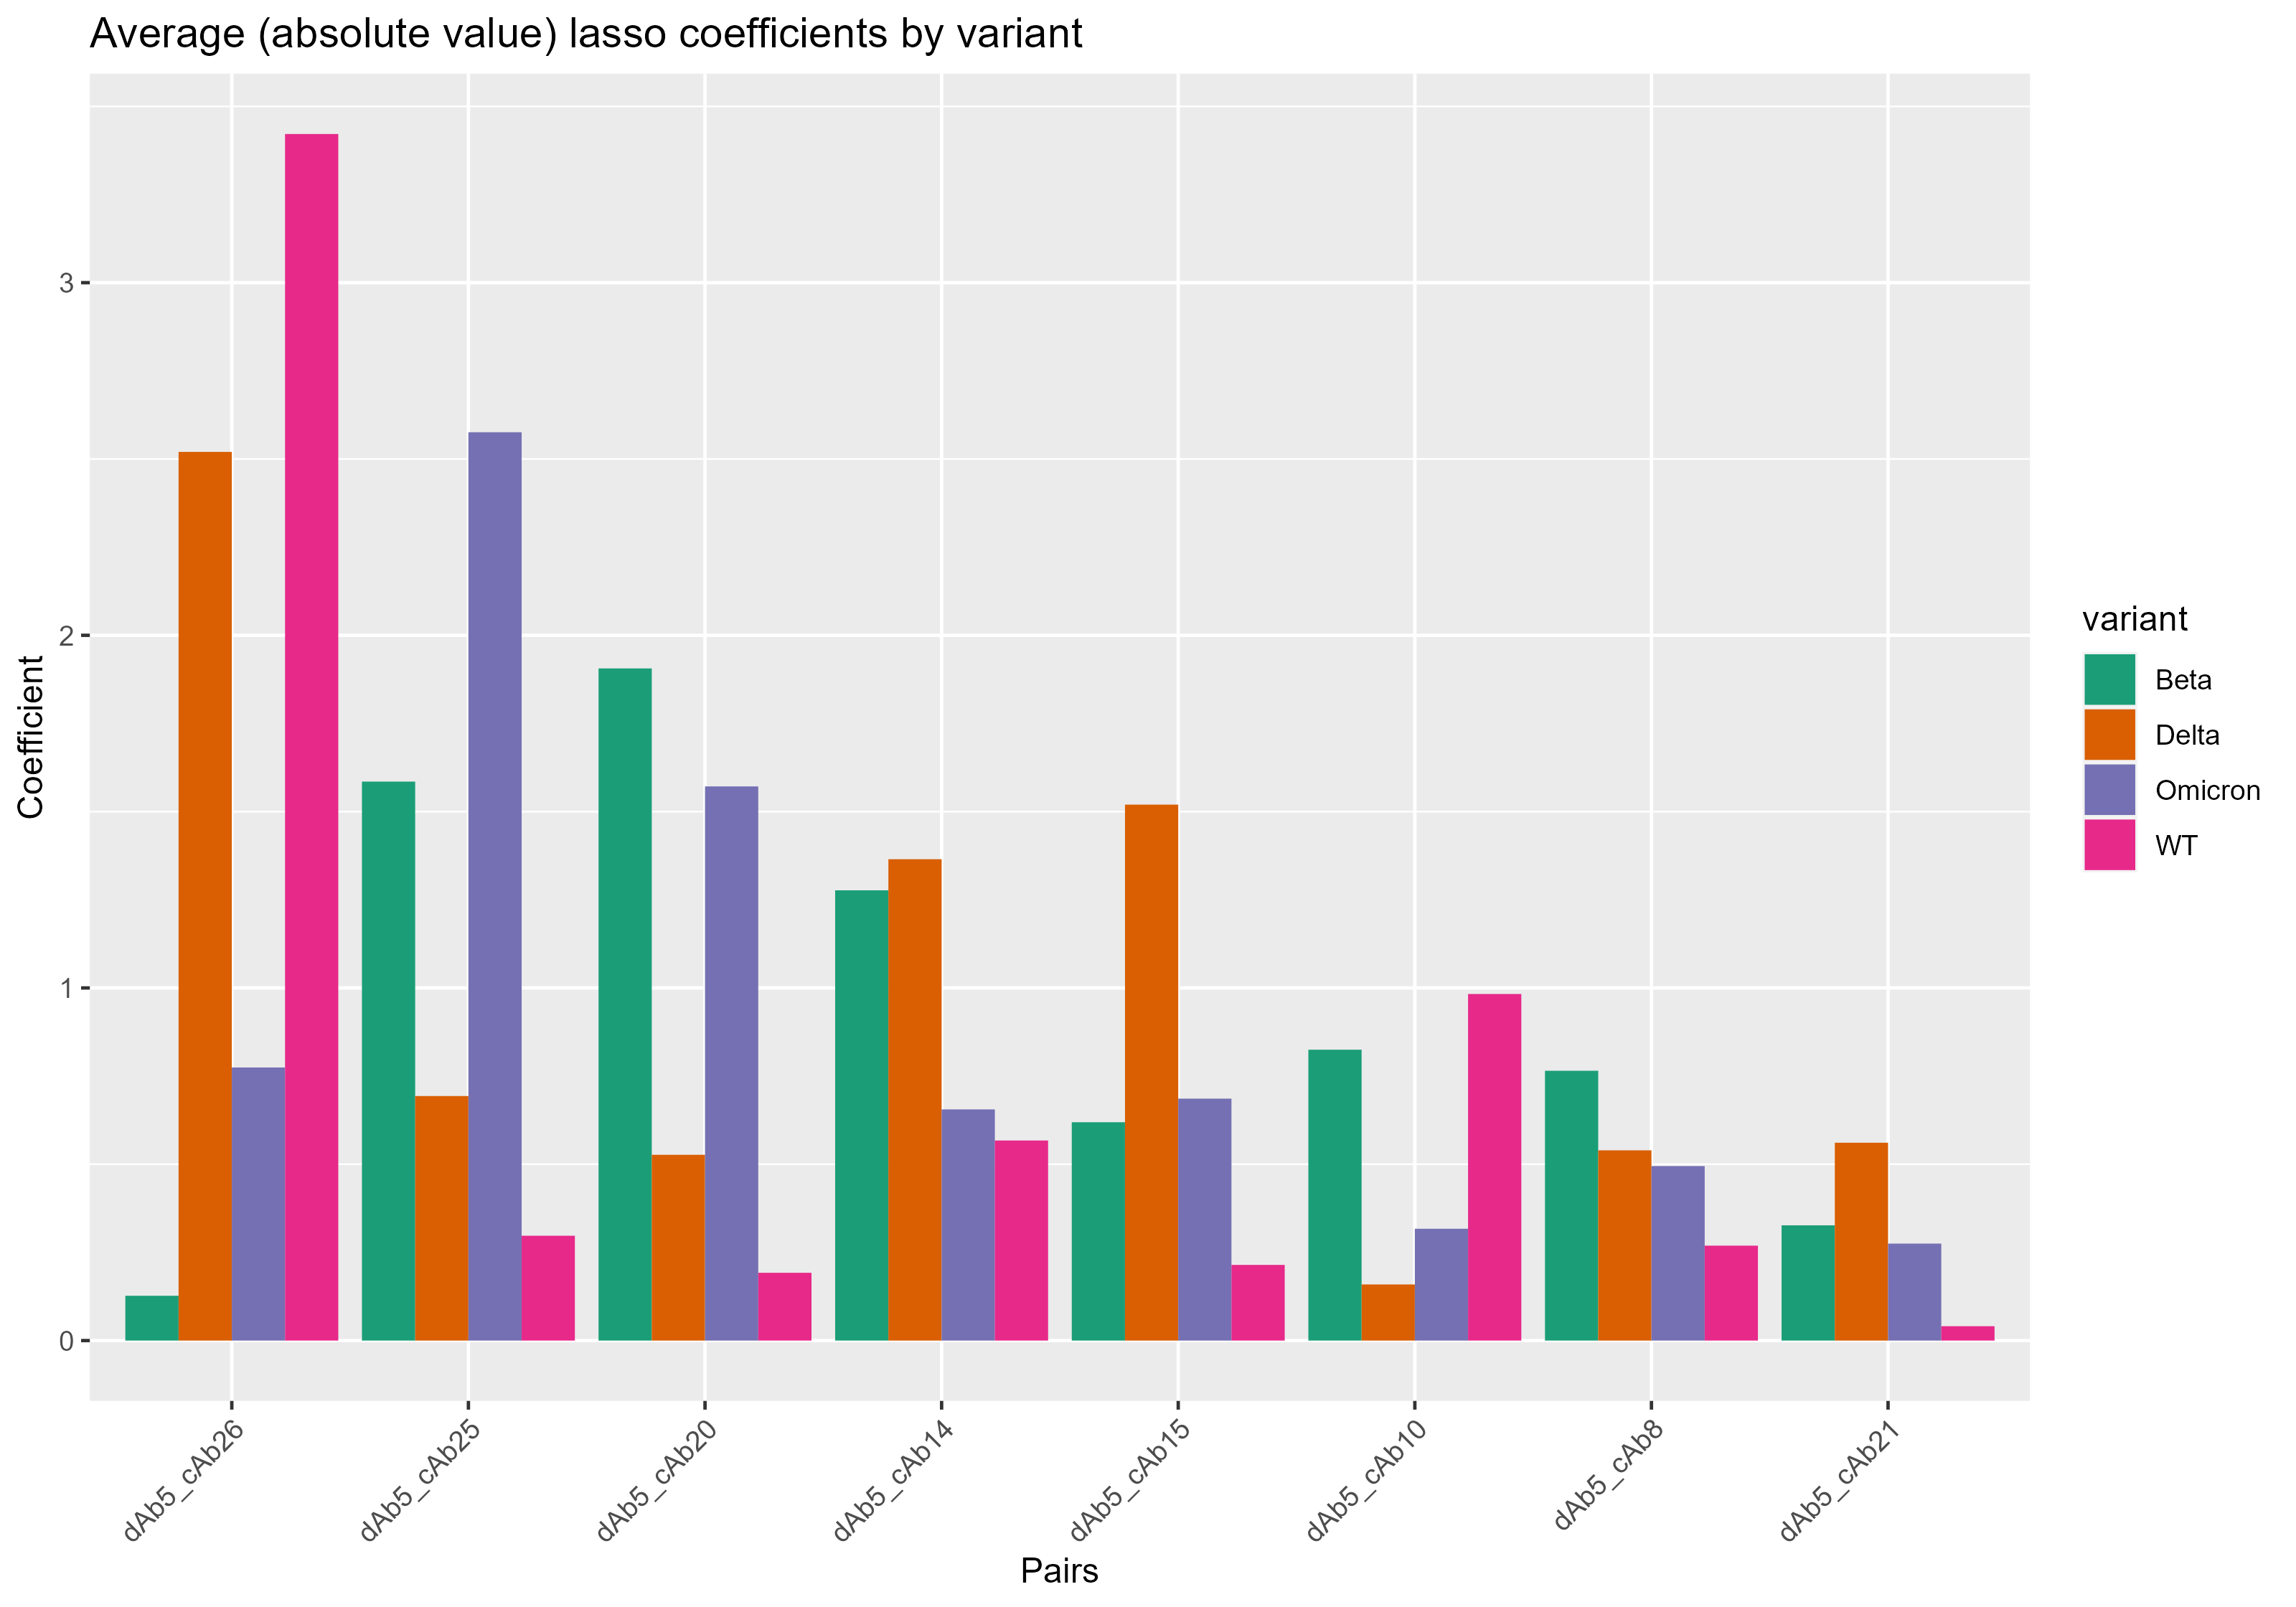 Average (absolute value) lasso coefficients by variant
Coefficient
3
2
1
0
dAb5_cAb26
dAb5_cAb25
dAb5_cAb20
dAb5_cAb14
dAb5_cAb15
dAb5_cAb10
dAb5_cAb8
dAb5_cAb21
Pairs
variant
Beta
Delta
Omicron
WT